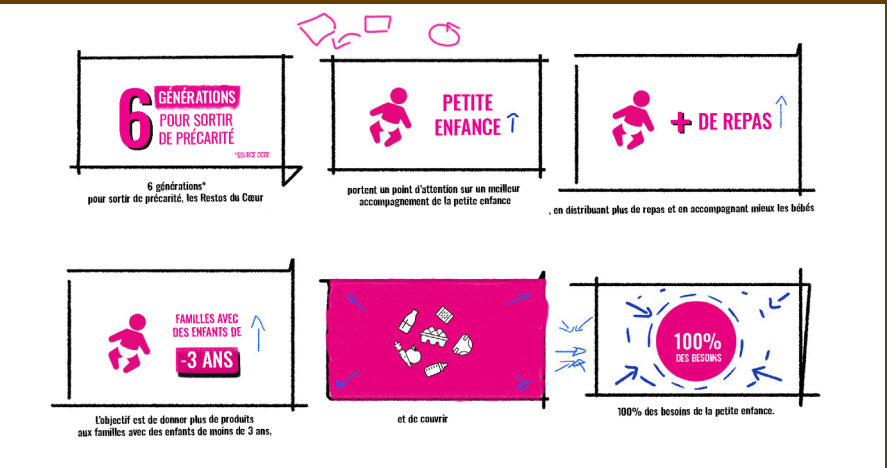 6 GÉNÉRATIONS
POUR SORTIR
DE PRÉCARITÉ
*SOURCE OCDE
6 générations*
pour sortir de précarité, les Restos du Cœur
PETITE
ENFANCE
portent un point d'attention sur un meilleur
accompagnement de la petite enfance
+ DE REPAS
, en distribuant plus de repas et en accompagnant mieux les bébés
FAMILLES AVEC
DES ENFANTS DE
-3 ANS
L'objectif est de donner plus de produits
aux familles avec des enfants de moins de 3 ans,
et de couvrir
100%
DES BESOINS
100% des besoins de la petite enfance.